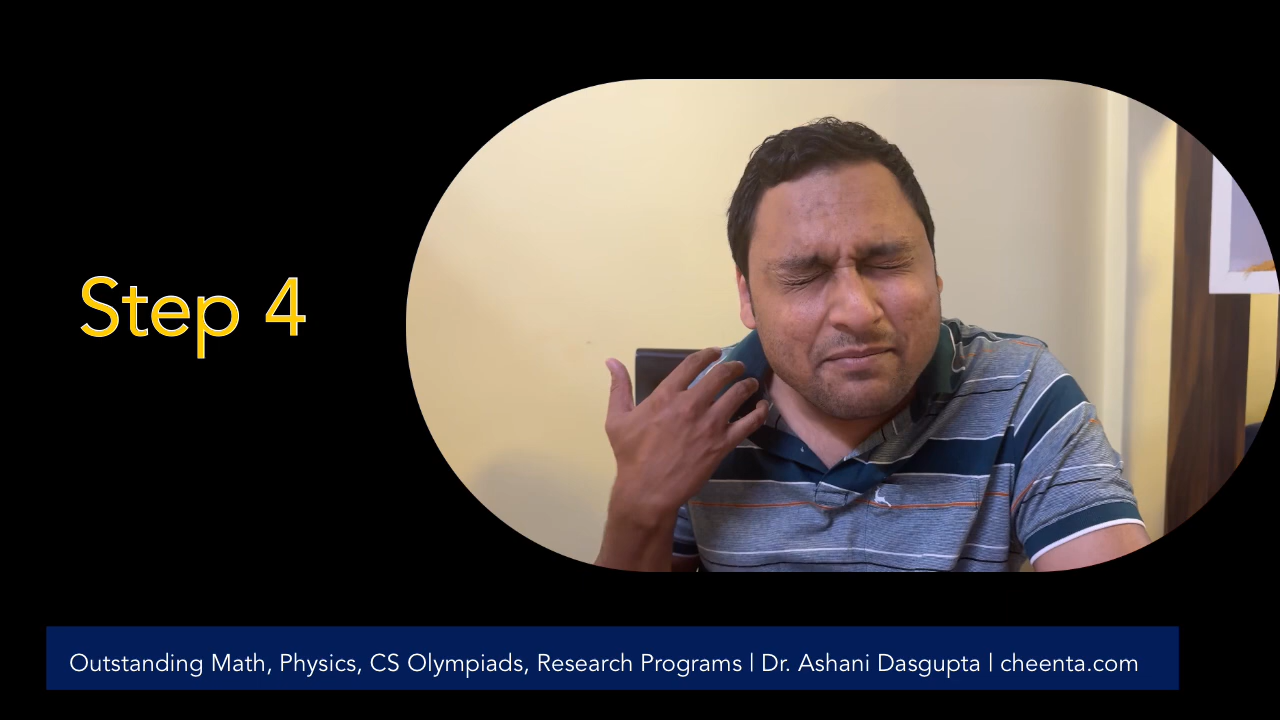 Step 4
Outstanding Math, Physics, CS Olympiads, Research Programs | Dr. Ashani Dasgupta | cheenta.com